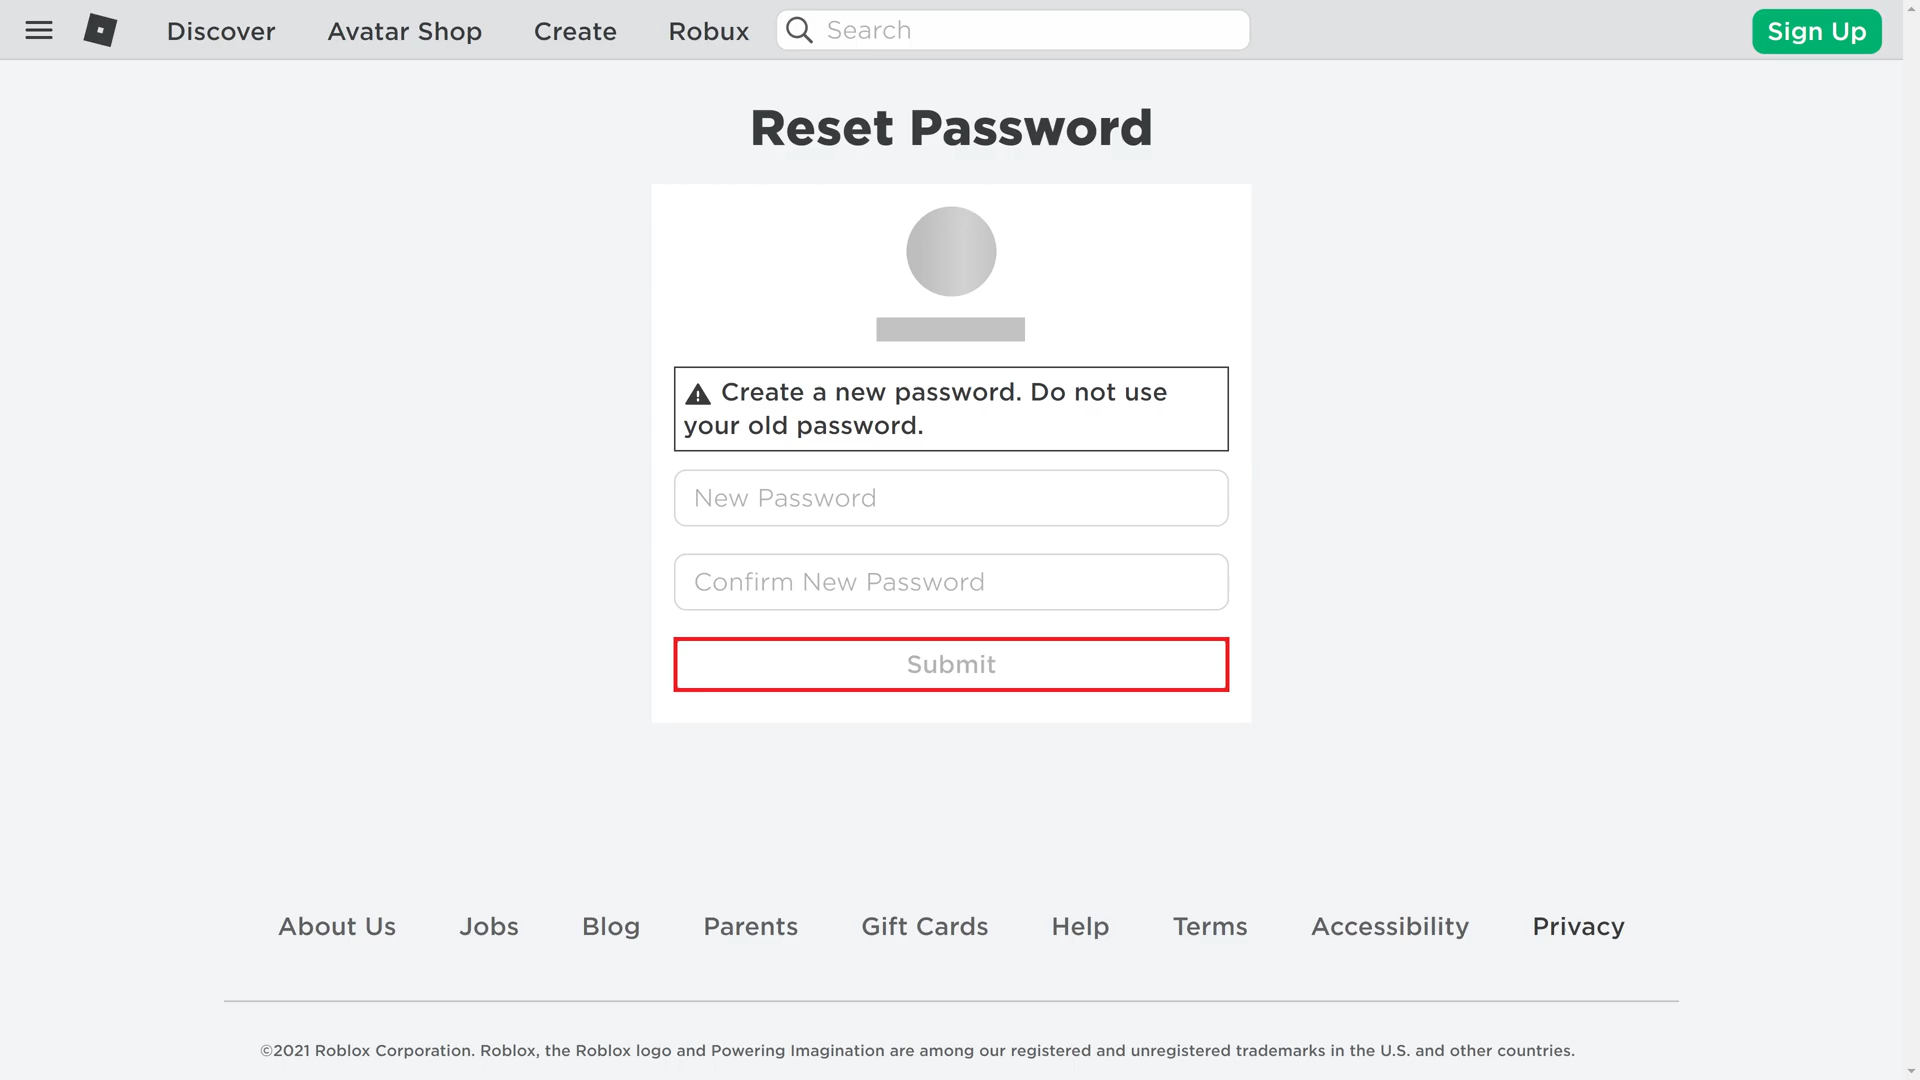 Discover Avatar Shop Create Robux Search Sign Up
Reset Password
Create a new password. Do not use
your old password.
New Password
Confirm New Password
Submit
About Us Jobs Blog Parents Gift Cards Help Terms Accessibility Privacy
©2021 Roblox Corporation. Roblox, the Roblox logo and Powering Imagination are among our registered and unregistered trademarks in the U.S. and other countries.